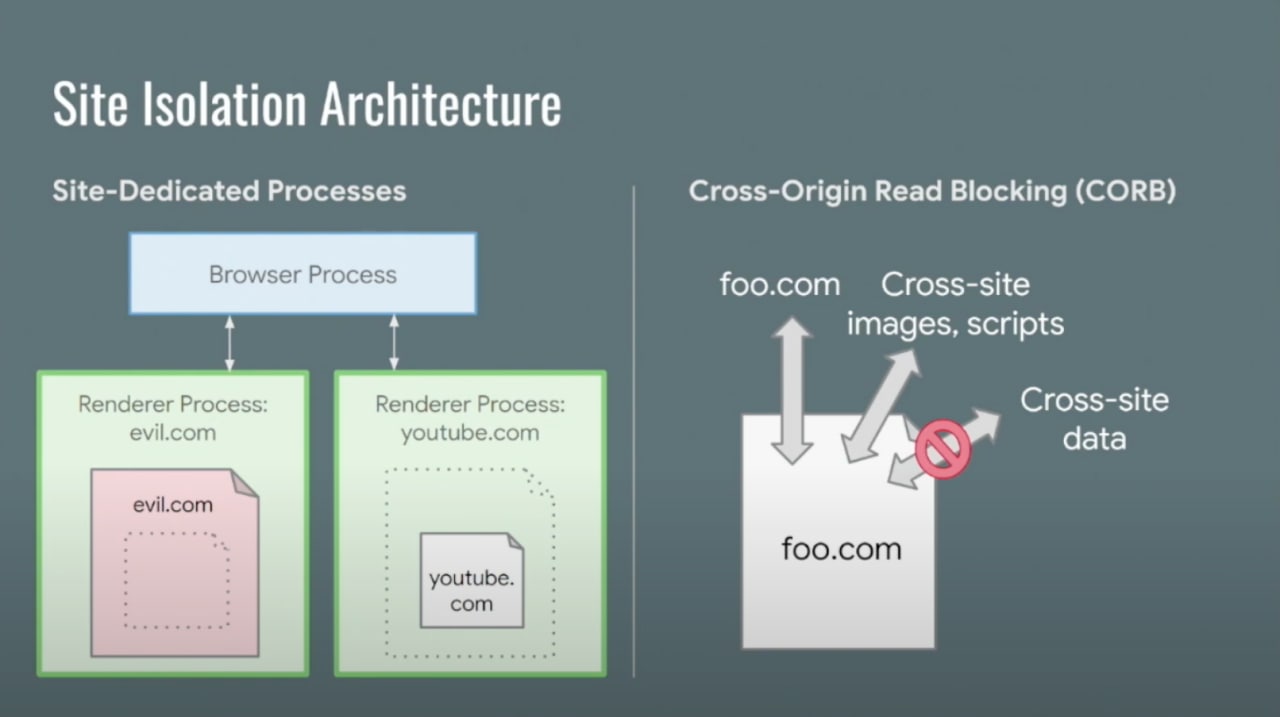 Site Isolation Architecture
Site-Dedicated Processes
Browser Process
Renderer Process:
evil.com
evil.com
Renderer Process:
youtube.com
youtube.
com
Cross-Origin Read Blocking (CORB)
foo.com
Cross-site
images, scripts
Cross-site
data
foo.com